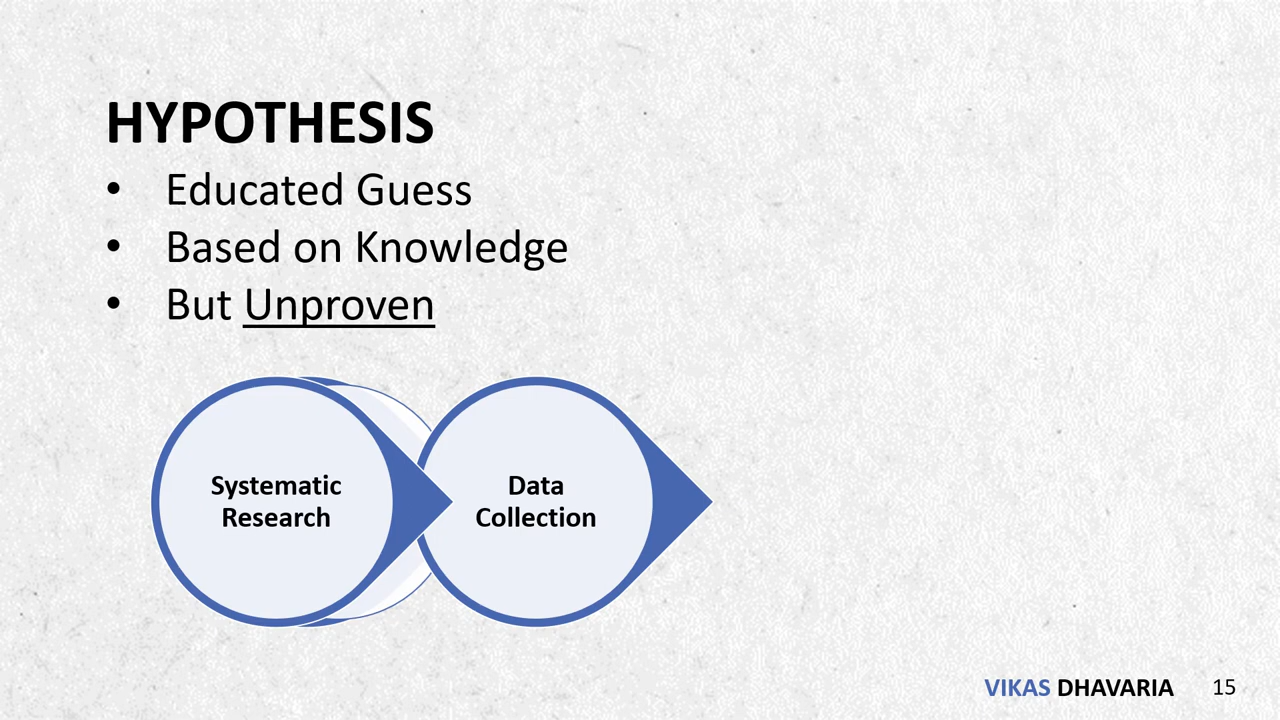 HYPOTHESIS
• Educated Guess
• Based on Knowledge
• But Unproven
Systematic
Research
Data
Collection
VIKAS DHAVARIA 15